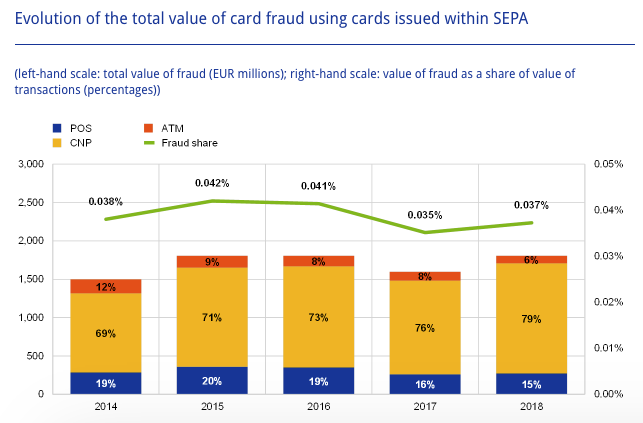 Evolution of the total value of card fraud using cards issued within SEPA
(left-hand scale: total value of fraud (EUR millions); right-hand scale: value of fraud as a share of value of
transactions (percentages))
POS ATM
CNP Fraud share
3,000 0.05%
0.042%
0.041%
0.038% 0.037%
2,500 0.035% 0.04%
2,000
9% 8% 6% 0.03%
8%
1,500
12%
71% 73% 79% 0.02%
76%
1,000
69%
500 0.01%
19% 20% 19% 16% 15%
0 0.00%
2014 2015 2016 2017 2018